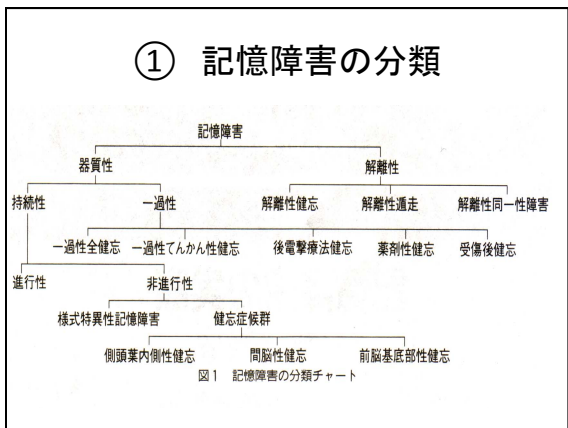 ① 記憶障害の分類
記憶障害
器質性 解離性
持続性 一過性 解離性健忘 解離性遁走 解離性同一性障害
一過性全健忘 一過性てんかん性健忘 後電撃療法健忘 薬剤性健忘 受傷後健忘
進行性 非進行性
様式特異性記憶障害 健忘症候群
側頭葉内側性健忘 間脳性健忘 前脳基底部性健忘
図1 記憶障害の分類チャート